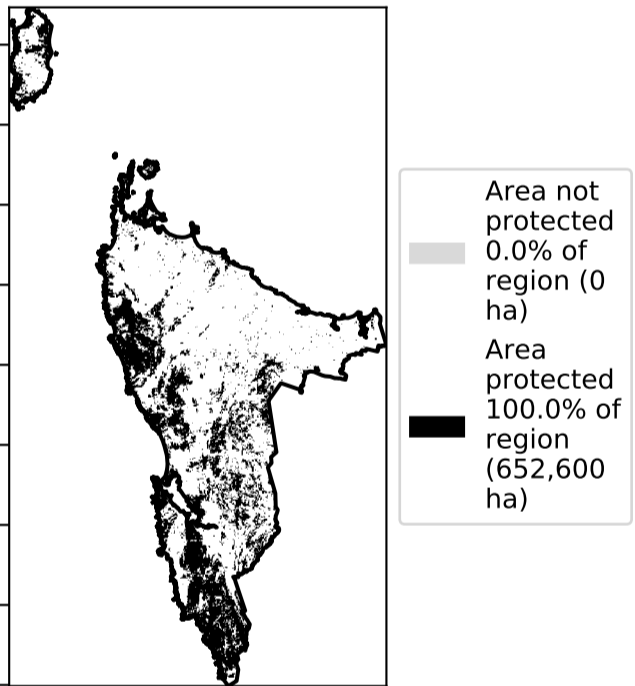 Area not
protected
0.0% of
region (0
ha)
Area
protected
100.0% of
region
(652,600
ha)